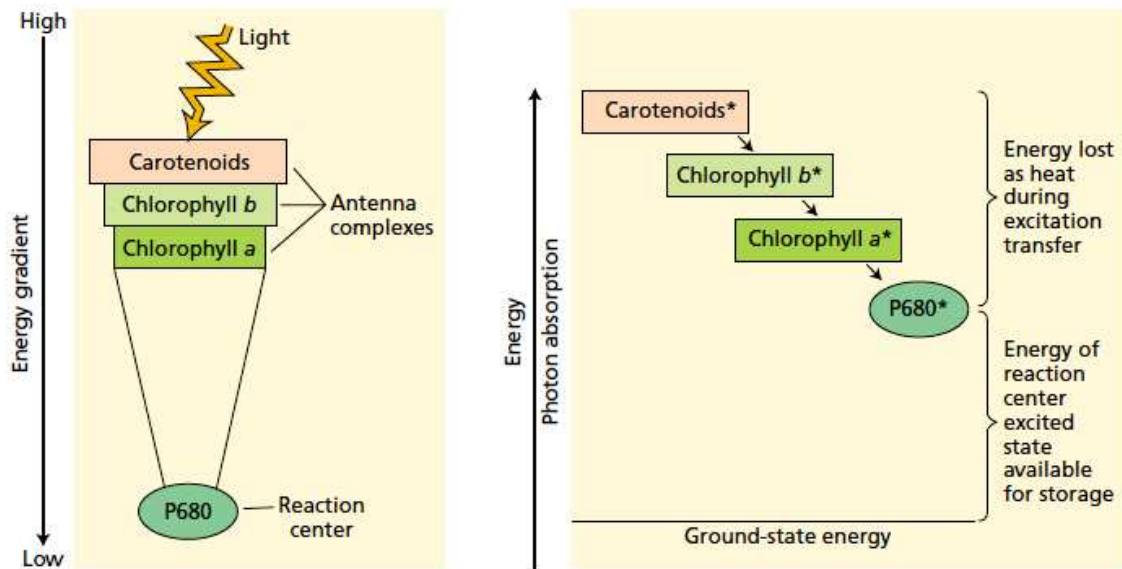 High
Light
Carotenoids
Chlorophyll b
Chlorophyll a
Antenna
complexes
Energy gradient
P680
Reaction
center
Low
Energy
Photon absorption
Carotenoids*
Chlorophyll b*
Chlorophyll a*
P680*
Energy lost
as heat
during
excitation
transfer
Energy of
reaction
center
excited
state
available
for storage
Ground-state energy